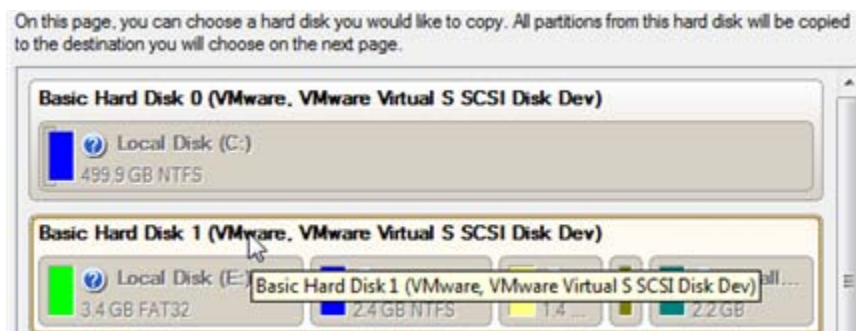 On this page, you can choose a hard disk you would like to copy. All partitions from this hard disk will be copied
to the destination you will choose on the next page.
Basic Hard Disk 0 (VMware, VMware Virtual S SCSI Disk Dev)
Local Disk (C:)
499.9 GB NTFS
Basic Hard Disk 1 (VMware, VMware Virtual S SCSI Disk Dev)
Local Disk (E:)
Basic Hard Disk 1 (VMware, VMware Virtual S SCSI Disk Dev)
all...
3.4 GB FAT32
2.4 GB NTFS
1.4 ...
2.2 GB